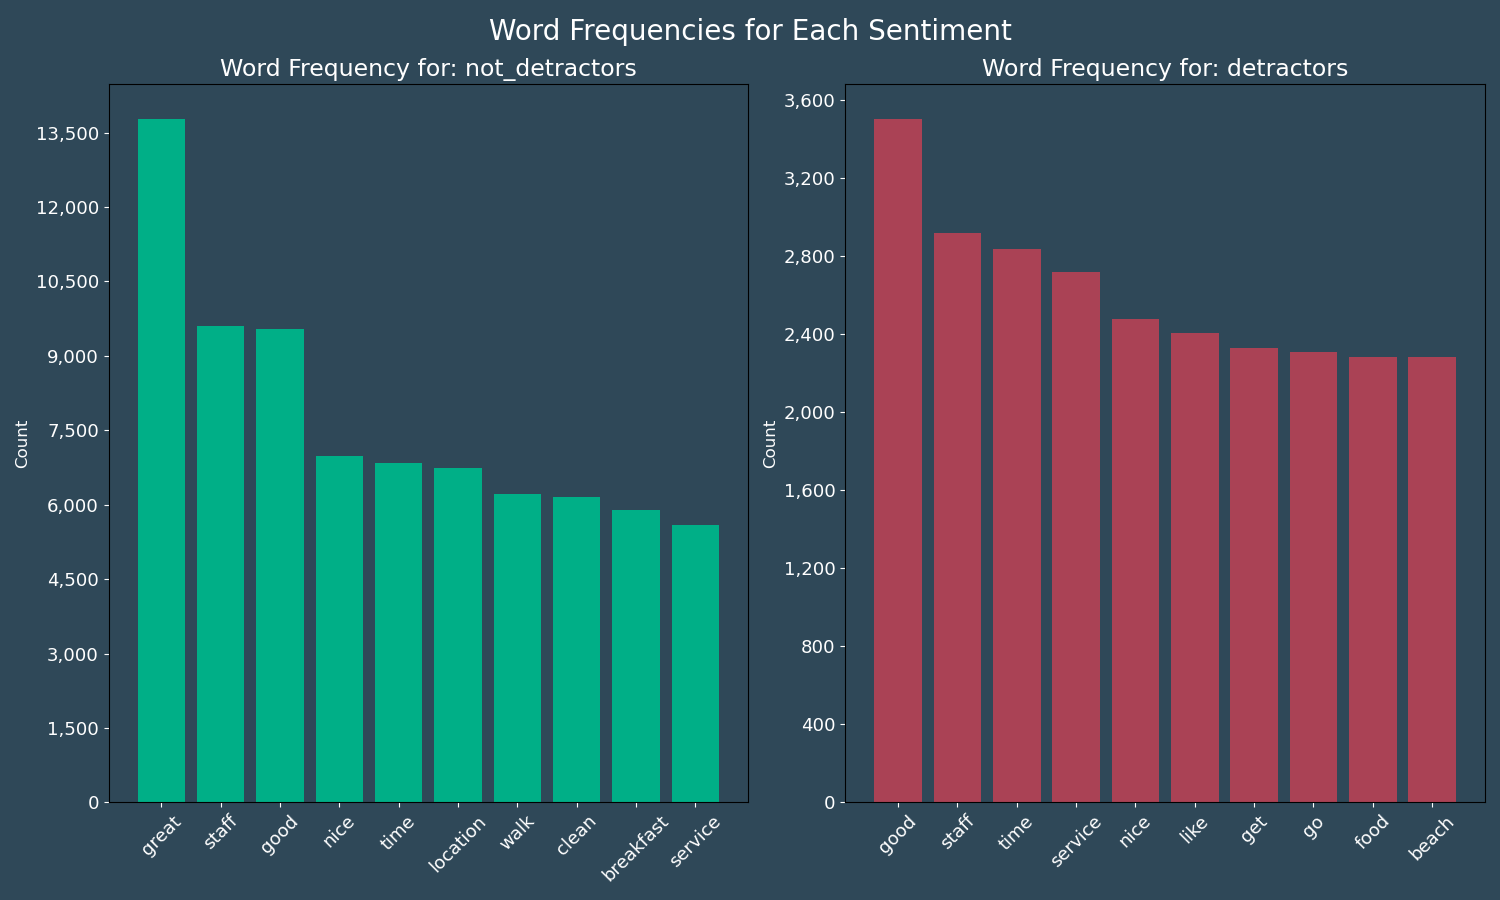 Word Frequencies for Each Sentiment
Word Frequency for: not_detractors
13,500
12,000
10,500
9,000
7,500
6,000
4,500
3,000
1,500
0
Count
great
staff
good
nice
time
location
walk
clean
breakfast
service
Word Frequency for: detractors
3,600
3,200
2,800
2,400
2,000
1,600
1,200
800
400
0
Count
good
staff
time
service
nice
like
get
go
food
beach